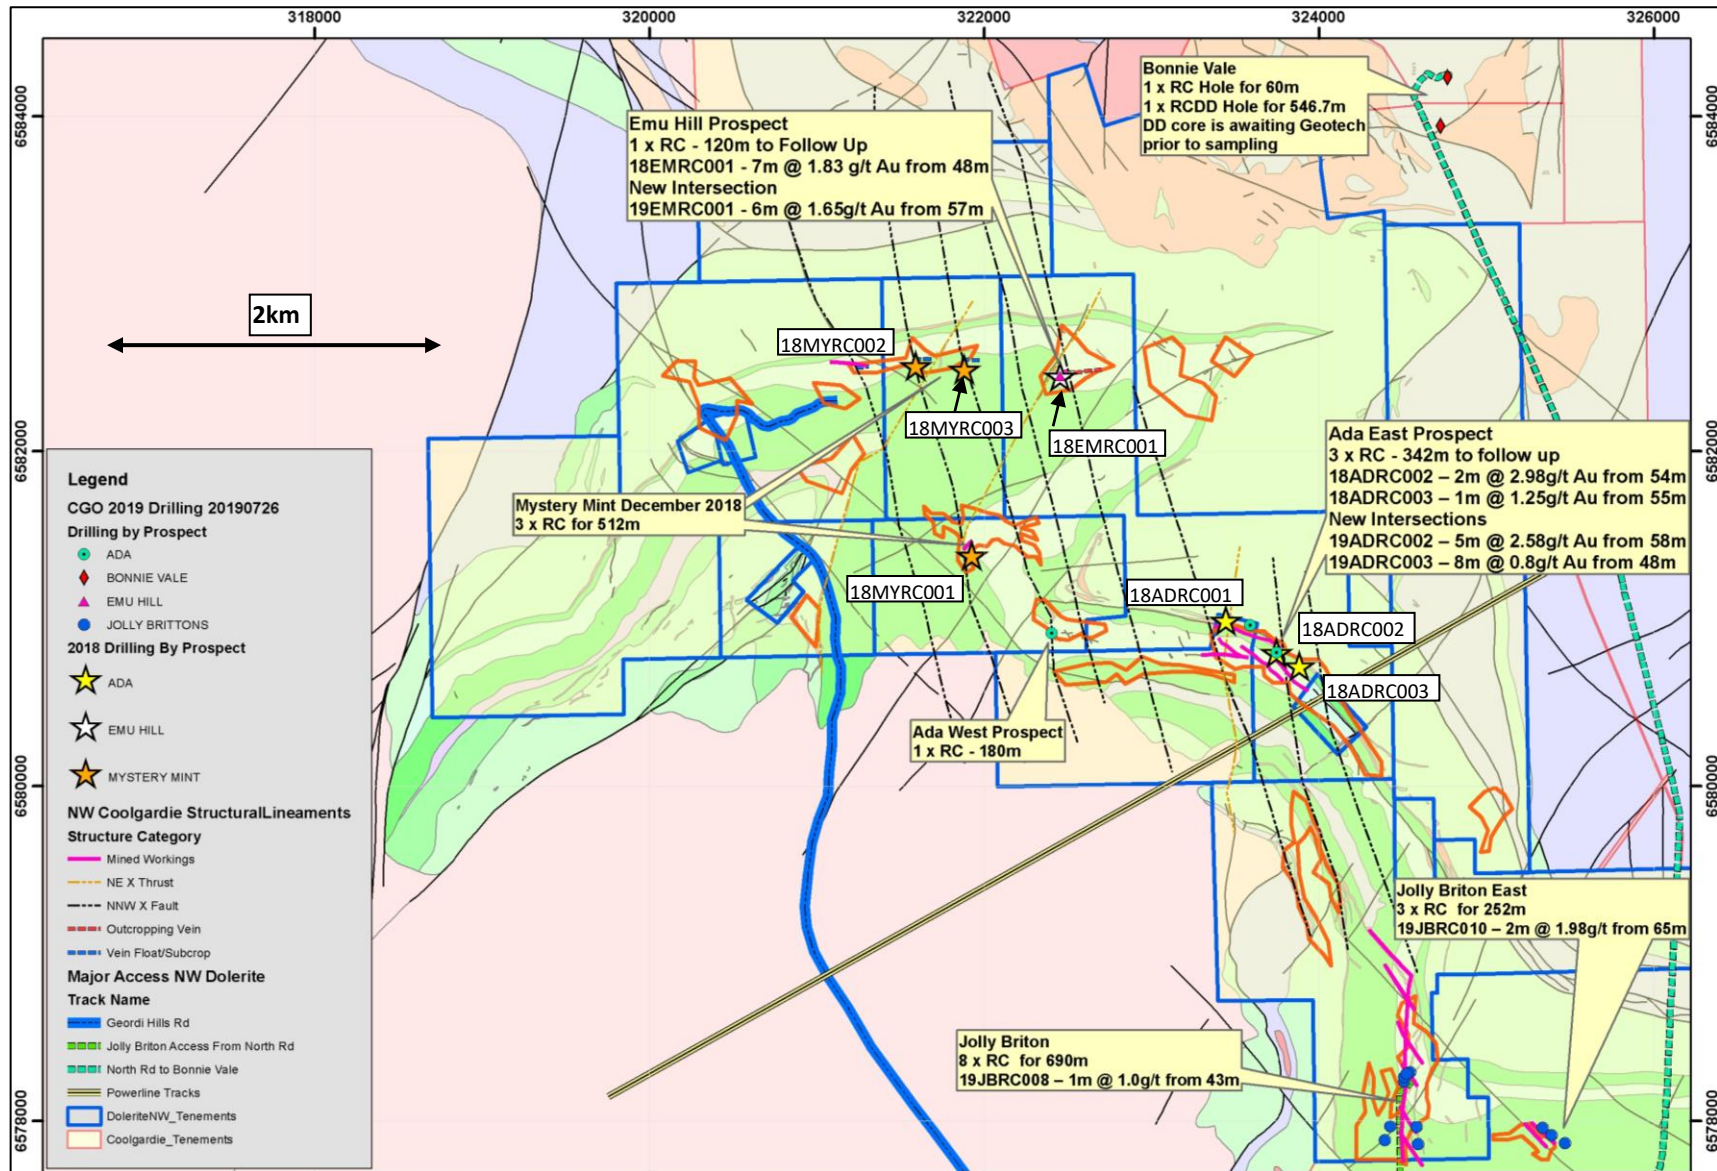 318000
320000
322000
324000
326000
6584000
6584000
Bonnie Vale
1 x RC Hole for 60m
1 x RCDD Hole for 546.7m
DD core is awaiting Geotech
prior to sampling
Emu Hill Prospect
1 x RC - 120m to Follow Up
18EMRC001 - 7m @ 1.83 g/t Au from 48m
New Intersection
19EMRC001 - 6m @ 1.65g/t Au from 57m
2km
18MYRC002
18MYRC003
18EMRC001
6582000
6582000
Ada East Prospect
3 x RC - 342m to follow up
18ADRC002 – 2m @ 2.98g/t Au from 54m
18ADRC003 – 1m @ 1.25g/t Au from 55m
New Intersections
19ADRC002 – 5m @ 2.58g/t Au from 58m
19ADRC003 – 8m @ 0.8g/t Au from 48m
Mystery Mint December 2018
3 x RC for 512m
18MYRC001
18ADRC001
18ADRC002
18ADRC003
Ada West Prospect
1 x RC - 180m
6580000
6580000
Jolly Briton East
3 x RC for 252m
19JBRC010 – 2m @ 1.98g/t from 65m
Jolly Briton
8 x RC for 690m
19JBRC008 – 1m @ 1.0g/t from 43m
6578000
6578000
Legend
CGO 2019 Drilling 20190726
Drilling by Prospect
ADA
BONNIE VALE
EMU HILL
JOLLY BRITTONS
2018 Drilling By Prospect
ADA
EMU HILL
MYSTERY MINT
NW Coolgardie StructuralLineaments
Structure Category
Mined Workings
NE X Thrust
NNW X Fault
Outcropping Vein
Vein Float/Subcrop
Major Access NW Dolerite
Track Name
Geordi Hills Rd
Jolly Briton Access From North Rd
North Rd to Bonnie Vale
Powerline Tracks
DoleriteNW_Tenements
Coolgardie_Tenements